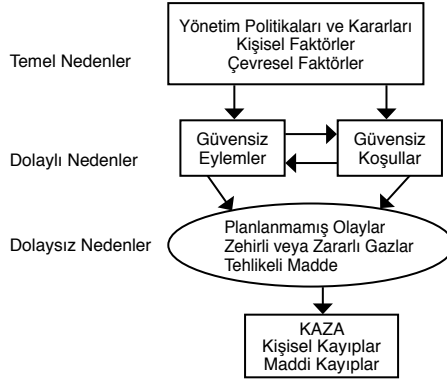 Yönetim Politikaları ve Kararları
Kişisel Faktörler
Çevresel Faktörler
Temel Nedenler
Güvensiz
Eylemler
Güvensiz
Koşullar
Dolaylı Nedenler
Planlanmamış Olaylar
Zehirli veya Zararlı Gazlar
Tehlikeli Madde
Dolaysız Nedenler
KAZA
Kişisel Kayıplar
Maddi Kayıplar